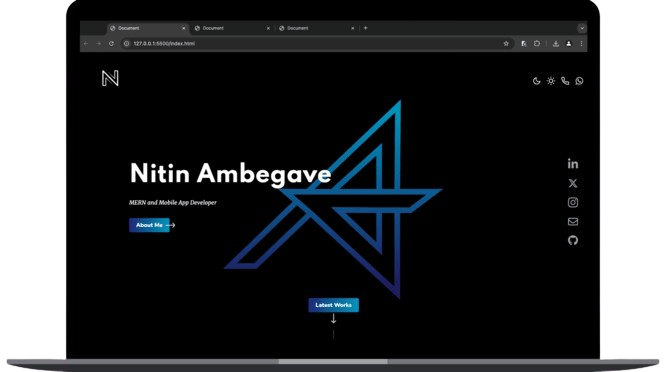 Document
Document
Document
127.0.0.1:5500/index.html
N
Nitin Ambegave
MERN and Mobile App Developer
About Me
Latest Works